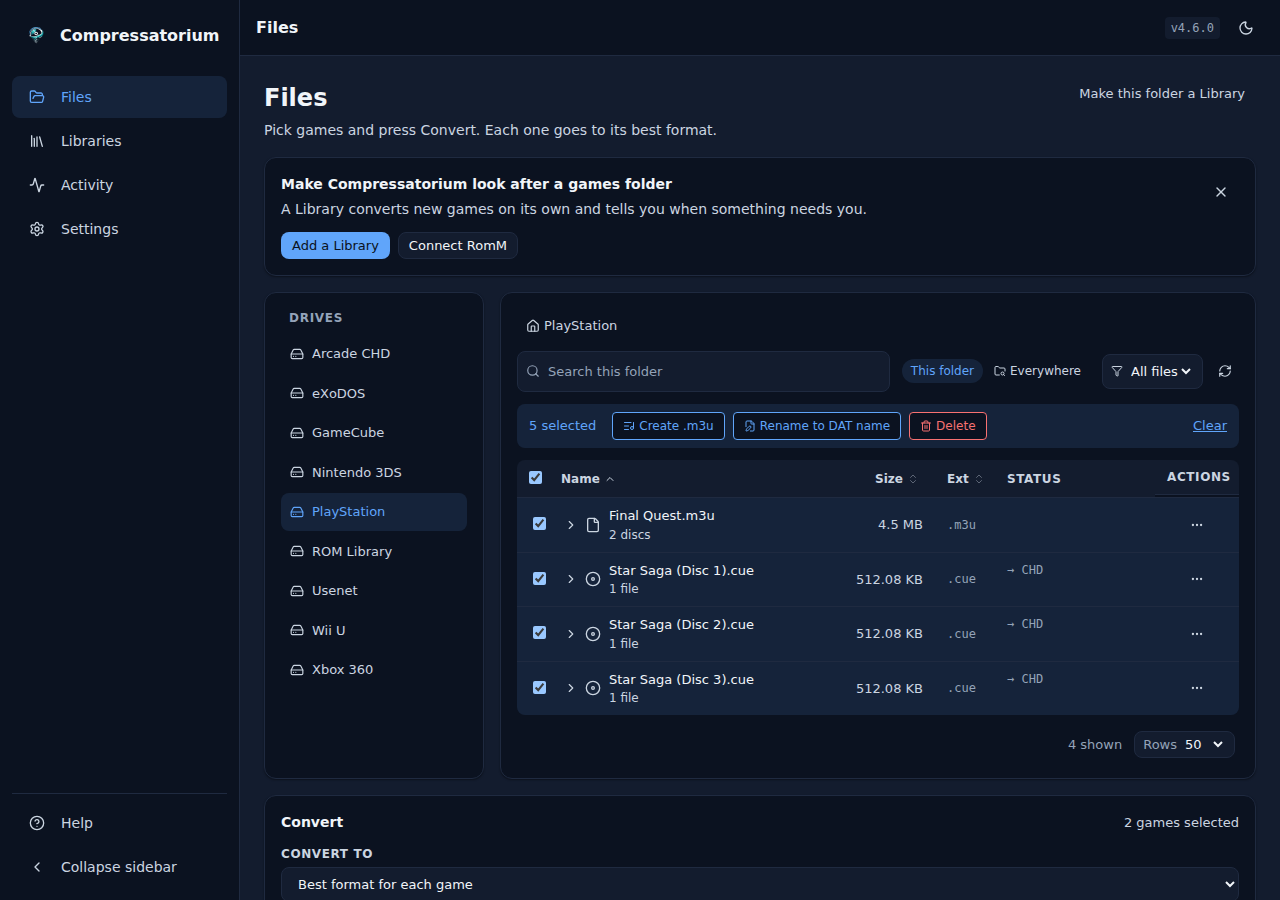 Compressatorium
Files
Libraries
Activity
Settings
Help
Collapse sidebar
Files
v4.6.0
Files
Make this folder a Library
Pick games and press Convert. Each one goes to its best format.
Make Compressatorium look after a games folder
A Library converts new games on its own and tells you when something needs you.
Add a Library
Connect RomM
DRIVES
Arcade CHD
eXoDOS
GameCube
Nintendo 3DS
PlayStation
ROM Library
Usenet
Wii U
Xbox 360
PlayStation
Search this folder
This folder
Everywhere
All files
5 selected
Create .m3u
Rename to DAT name
Delete
Clear
Name Size Ext STATUS ACTIONS
Final Quest.m3u 4.5 MB .m3u
2 discs
Star Saga (Disc 1).cue 512.08 KB .cue → CHD
1 file
Star Saga (Disc 2).cue 512.08 KB .cue → CHD
1 file
Star Saga (Disc 3).cue 512.08 KB .cue → CHD
1 file
4 shown Rows 50
Convert
2 games selected
CONVERT TO
Best format for each game